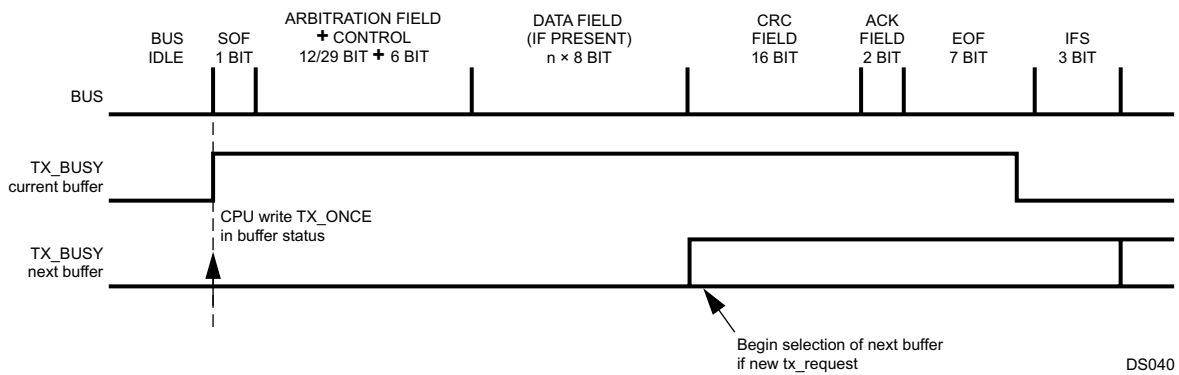 BUS
IDLE
SOF
1 BIT
ARBITRATION FIELD
+ CONTROL
12/29 BIT + 6 BIT
DATA FIELD
(IF PRESENT)
n × 8 BIT
CRC
FIELD
16 BIT
ACK
FIELD
2 BIT
EOF
7 BIT
IFS
3 BIT
BUS
TX_BUSY
current buffer
CPU write TX_ONCE
in buffer status
TX_BUSY
next buffer
Begin selection of next buffer
if new tx_request
DS040